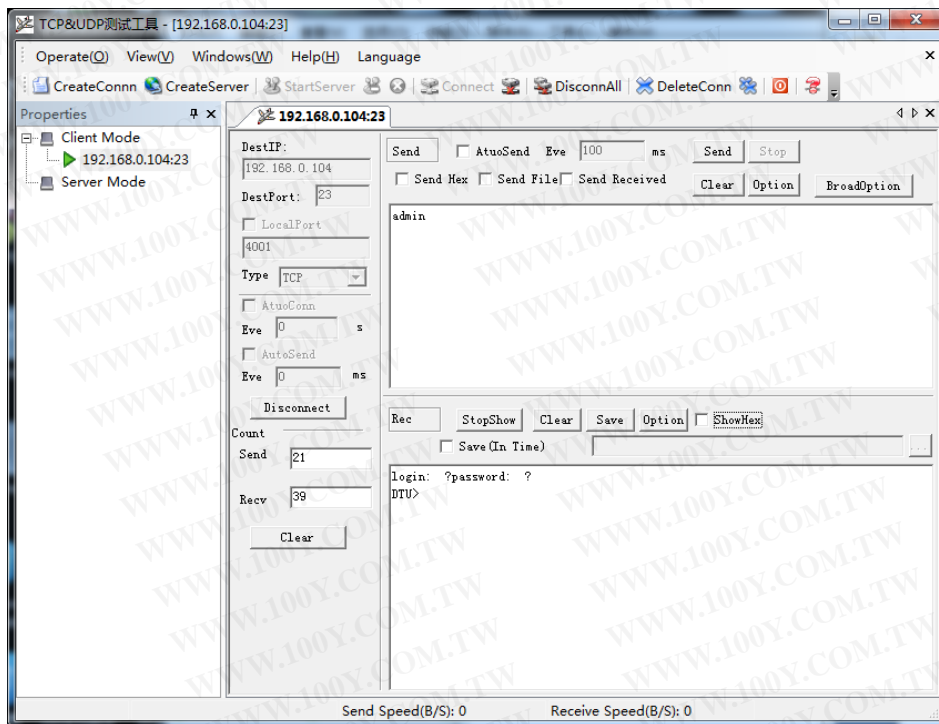 TCP&UDP测试工具 - [192.168.0.104:23]
Operate(O) View(V) Windows(W) Help(H) Language
CreateConnn CreateServer StartServer Connect DisconnAll DeleteConn
Properties
Client Mode
192.168.0.104:23
Server Mode
192.168.0.104:23
DestIP:
192.168.0.104
DestPort: 23
LocalPort
4001
Type TCP
AtuoConn
Eve 0 s
AutoSend
Eve 0 ms
Disconnect
Count
Send 21
Recv 39
Clear
Send AtuoSend Eve 100 ms Send Stop
Send Hex Send File Send Received Clear Option BroadOption
admin
Rec StopShow Clear Save Option ShowHex
Save(In Time) ...
login: ?password: ?
DTU>
Send Speed(B/S): 0 Receive Speed(B/S): 0
WWW.100Y.COM.TW